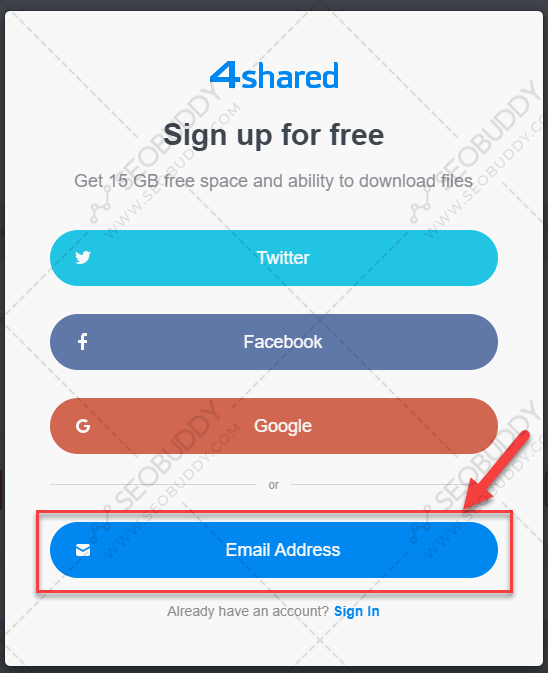 4shared
Sign up for free
Get 15 GB free space and ability to download files
Twitter
Facebook
Google
or
Email Address
Already have an account? Sign In
SEOBUDDY
WWW.SEOBUDDY.COM
SEOBUDDY
WWW.SEOBUDDY.COM
SEOBUDDY
WWW.SEOBUDDY.COM
SEOBUDDY
WWW.SEOBUDDY.COM